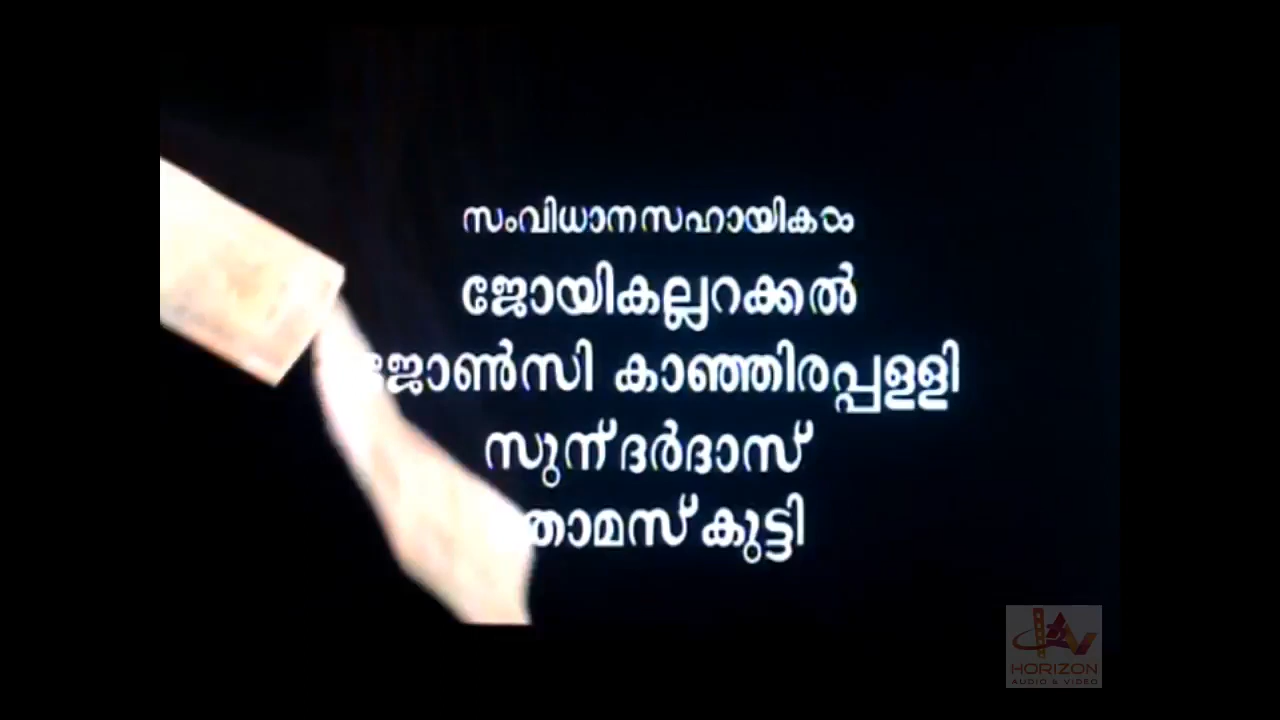 സംവിധാനസഹായികൾ
ജോയികല്ലറക്കൽ
ജോൺസി കാഞ്ഞിരപ്പള്ളി
സുന്ദർദാസ്
തോമസ് കുട്ടി
HORIZON
AUDIO & VIDEO